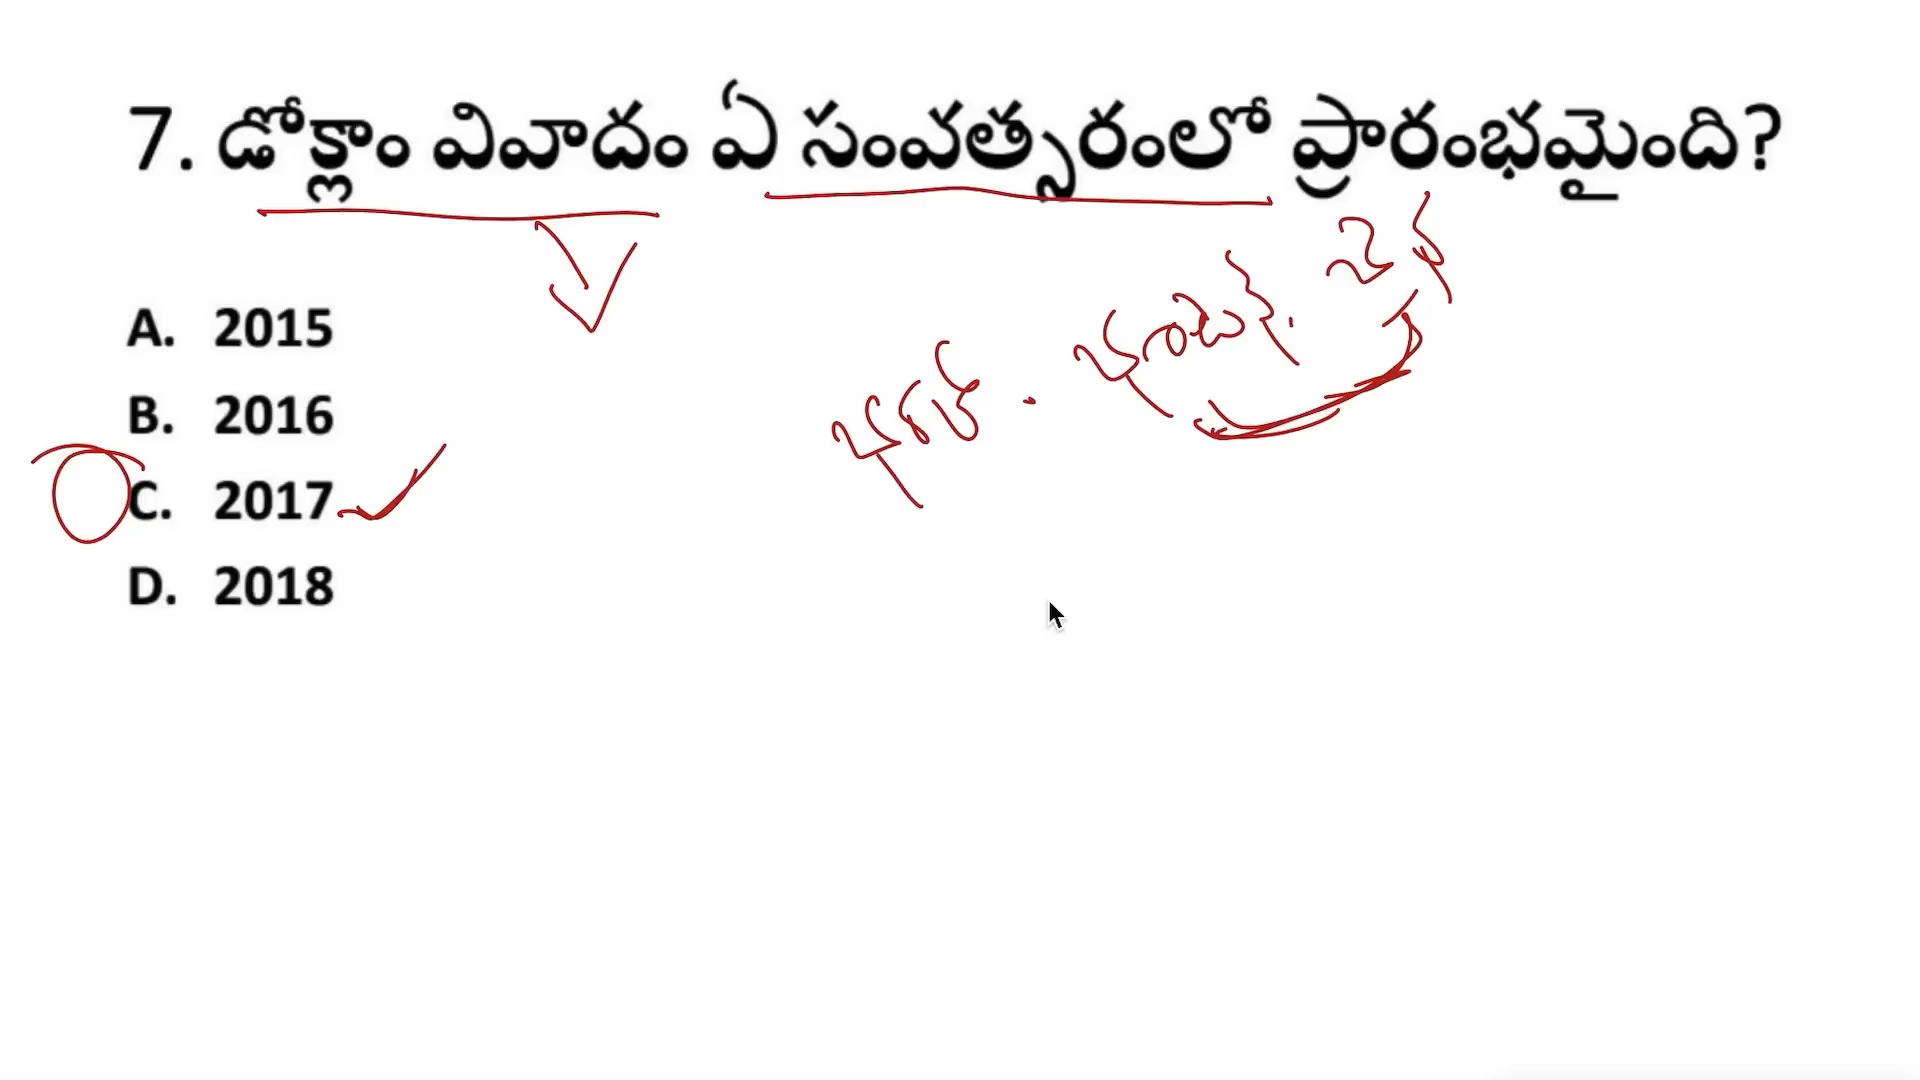 7. డోక్లాం వివాదం ఏ సంవత్సరంలో ప్రారంభమైంది?
A. 2015
B. 2016
C. 2017
D. 2018